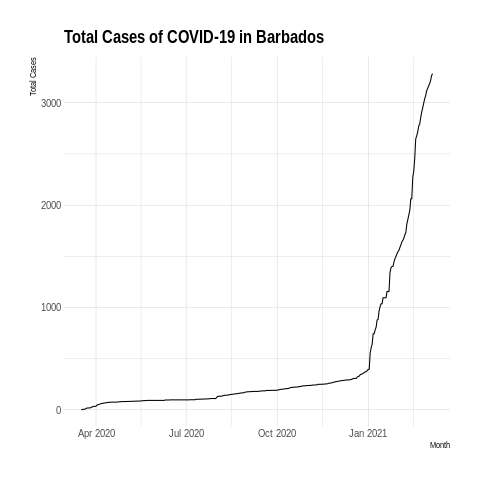 Total Cases of COVID-19 in Barbados
Total Cases
3000
2000
1000
0
Apr 2020
Jul 2020
Oct 2020
Jan 2021
Month